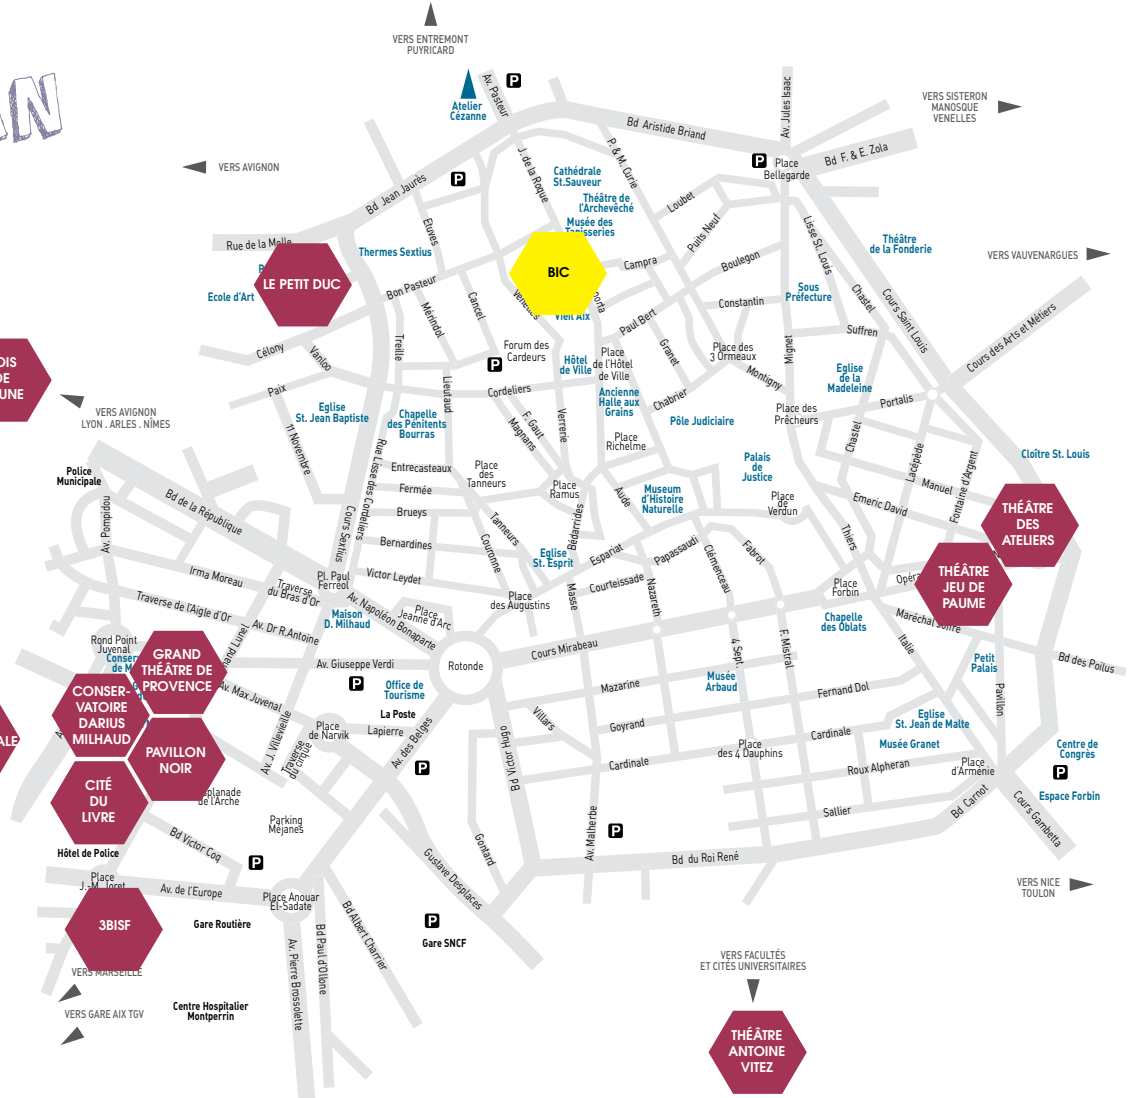 VERS ENTREMONT
PUYRICARD
AN
Atelier
Cézanne
Av. Pasteur
P
Bd Aristide Briand
Av. Jules Isaac
VERS SISTERON
MANOSQUE
VENELLES
VERS AVIGNON
P
Bd Jean Jaurès
J. de la Roque
P. & M. Curie
P
Place
Bellegarde
Bd F. & E. Zola
Cathédrale
St.Sauveur
Théâtre de
l'Archevêché
Musée des
Tapisseries
Loubet
Puits Neuf
Lisse St. Louis
Théâtre
de la Fonderie
VERS VAUVENARGUES
Rue de la Molle
Etuves
Thermes Sextius
LE PETIT DUC
Ecole d'Art
Bon Pasteur
BIC
Vieil Aix
Campra
Boulegon
Constantin
Sous
Préfecture
Chastel
Cours Saint Louis
Cours des Arts et Métiers
Mérindol
Cancel
Paul Bert
Suffren
Célony
Vanloo
Treille
Forum des
Cardeurs
P
Hôtel
de Ville
Place
de l'Hôtel
de Ville
Granet
Place des
3 Ormeaux
Montigny
Mignet
Eglise
de la
Madeleine
Paix
Lieutaud
Cordeliers
Ancienne
Halle aux
Grains
Chabrier
Place des
Prêcheurs
Portalis
VERS AVIGNON
LYON . ARLES . NÎMES
Eglise
St. Jean Baptiste
Chapelle
des Pénitents
Bourras
F. Gaut
Magnans
Verrerie
Pôle Judiciaire
Place
Richelme
Chastel
11 Novembre
Rue Lisse des Cordeliers
Police
Municipale
Entrecasteaux
Place
des
Tanneurs
Palais
de
Justice
Lacépède
Fontaine d'Argent
Cloître St. Louis
Bd de la République
Fermée
Place
Ramus
Aude
Museum
d'Histoire
Naturelle
Place
de
Verdun
Manuel
Emeric David
THÉÂTRE
DES
ATELIERS
Av. Pompidou
Cours Sextius
Brueys
Tanneurs
Bédarrides
Bernardines
Couronne
Eglise
St. Esprit
Espariat
Papassaudi
Clémenceau
Fabrot
Thiers
Irma Moreau
Traverse
du Bras d'Or
Pl. Paul
Ferréol
Victor Leydet
Place
des Augustins
Masse
Courteissade
Nazareth
Place
Forbin
Opéra
THÉÂTRE
JEU DE
PAUME
Traverse de l'Aigle d'Or
Av. Dr R.Antoine
Maison
D. Milhaud
Av. Napoléon Bonaparte
Place
Jeanne d'Arc
Chapelle
des Oblats
Maréchal Joffre
Italie
Rond Point
Juvenal
GRAND
THÉÂTRE DE
PROVENCE
Av. Giuseppe Verdi
Rotonde
Cours Mirabeau
4 Sept.
F. Mistral
Petit
Palais
Bd des Poilus
CONSER-
VATOIRE
DARIUS
MILHAUD
Av. Max Juvenal
P
Office de
Tourisme
Mazarine
Musée
Arbaud
Fernand Dol
Pavillon
La Poste
Av. J. Villevieille
Place
de Narvik
Lapierre
Av. des Belges
Villars
Goyrand
Place
des 4 Dauphins
Cardinale
Eglise
St. Jean de Malte
Musée Granet
PAVILLON
NOIR
Traverse
du cirque
P
Bd Victor Hugo
Cardinale
Roux Alpheran
Place
d'Arménie
Centre de
Congrès
P
Espace Forbin
CITÉ
DU
LIVRE
de l'Arche
Parking
Méjanes
Av. Malherbe
P
Sallier
Bd Carnot
Cours Gambetta
Bd Victor Coq
Hôtel de Police
P
Gustave Desplaces
Gontard
Bd du Roi René
Place
J.-M. Joret
Av. de l'Europe
Place Anouar
El-Sadate
VERS NICE
TOULON
3BISF
Gare Routière
Bd Albert Charrier
P
Gare SNCF
Av. Pierre Brossolette
Bd Paul d'Ollone
VERS MARSEILLE
VERS GARE AIX TGV
Centre Hospitalier
Montperrin
VERS FACULTÉS
ET CITÉS UNIVERSITAIRES
THÉÂTRE
ANTOINE
VITEZ